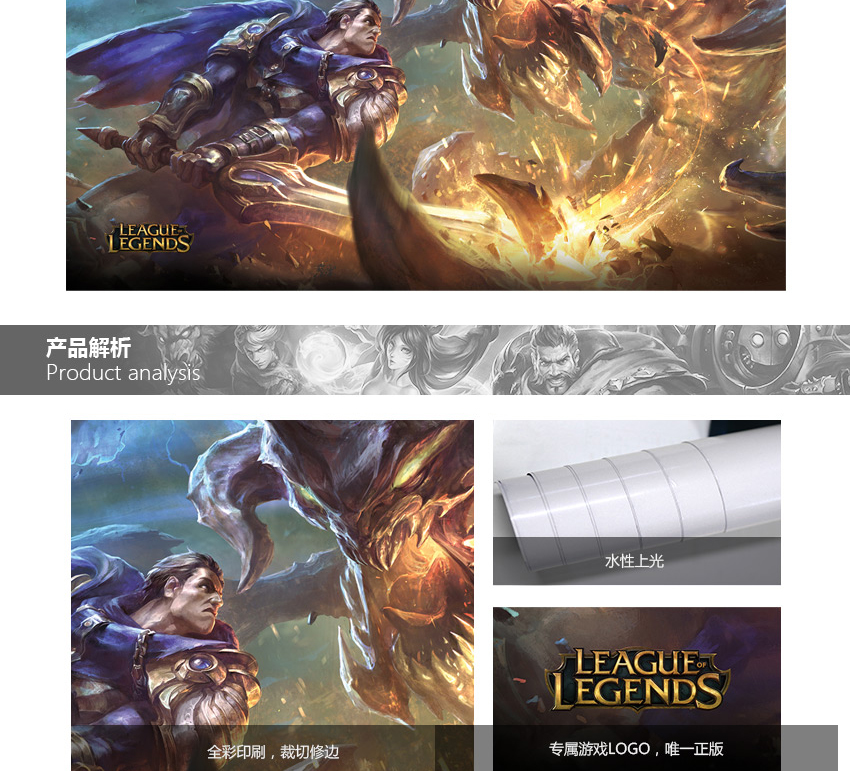 LEAGUE OF
LEGENDS
产品解析
Product analysis
水性上光
LEAGUE OF
LEGENDS
全彩印刷，裁切修边
专属游戏LOGO，唯一正版